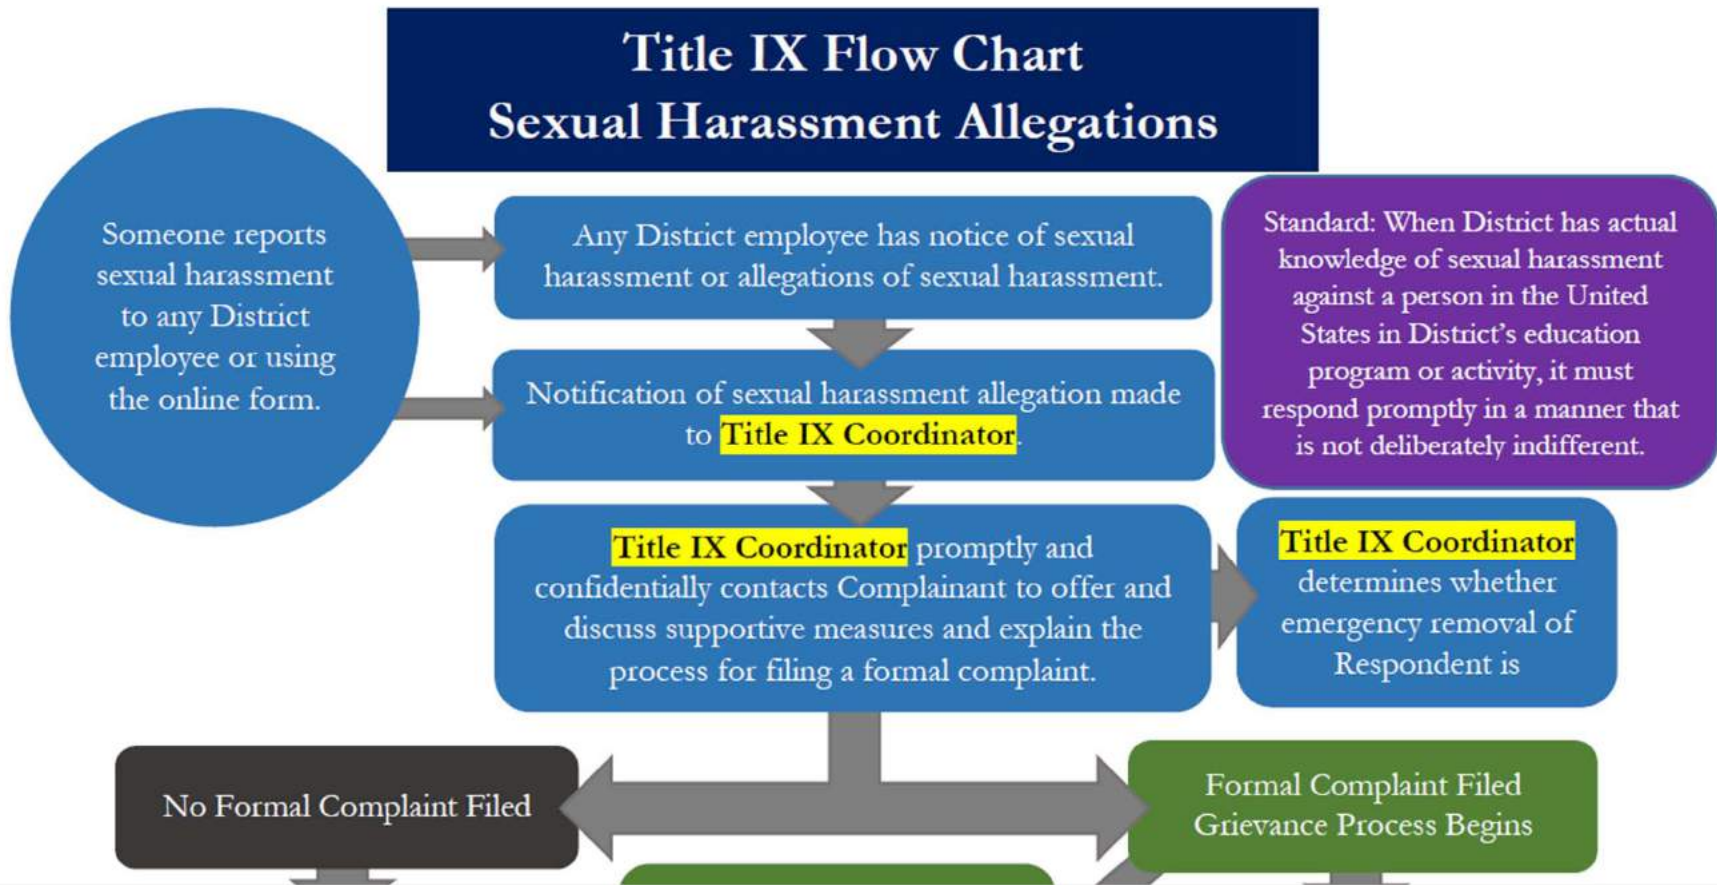 Title IX Flow Chart
Sexual Harassment Allegations
Someone reports
sexual harassment
to any District
employee or using
the online form.
Any District employee has notice of sexual
harassment or allegations of sexual harassment.
Standard: When District has actual
knowledge of sexual harassment
against a person in the United
States in District’s education
program or activity, it must
respond promptly in a manner that
is not deliberately indifferent.
Notification of sexual harassment allegation made
to Title IX Coordinator.
Title IX Coordinator promptly and
confidentially contacts Complainant to offer and
discuss supportive measures and explain the
process for filing a formal complaint.
Title IX Coordinator
determines whether
emergency removal of
Respondent is
No Formal Complaint Filed
Formal Complaint Filed
Grievance Process Begins